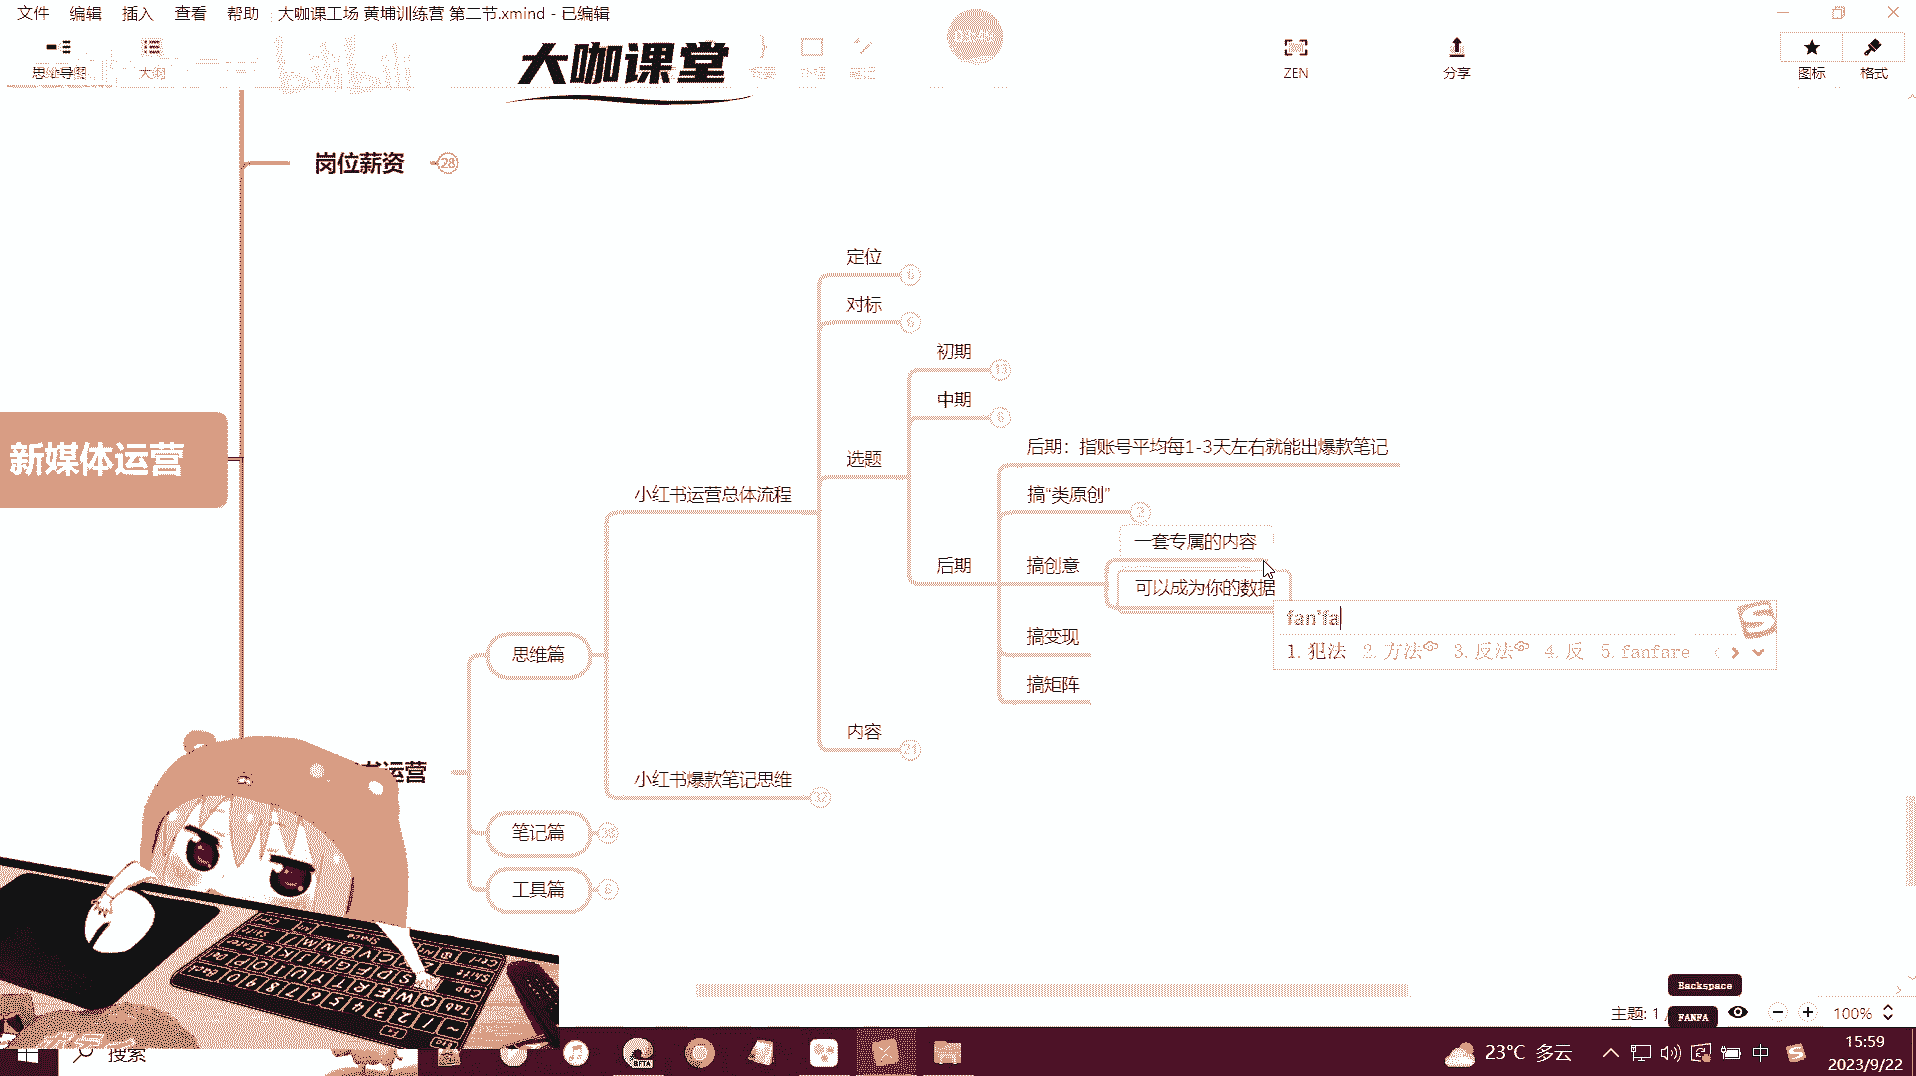 文件 编辑 插入 查看 帮助 大咖课工场 黄埔训练营 第二节.xmind - 已编辑
03:49
思维导图
大纲
大咖课堂
ZEN
分享
图标
格式
岗位薪资
28
定位
6
对标
6
初期
13
中期
6
后期：指账号平均每1-3天左右就能出爆款笔记
选题
新媒体运营
小红书运营总体流程
搞“类原创”
2
一套专属的内容
后期
搞创意
可以成为你的数据
fan'fa
1. 犯法 2. 方法 3. 反法 4. 反 5. fanfare
搞变现
思维篇
搞矩阵
内容
21
运营
小红书爆款笔记思维
32
笔记篇
38
工具篇
6
Backspace
主题: 1
FANFA
100%
搜索
BETA
23°C 多云
中
15:59
2023/9/22